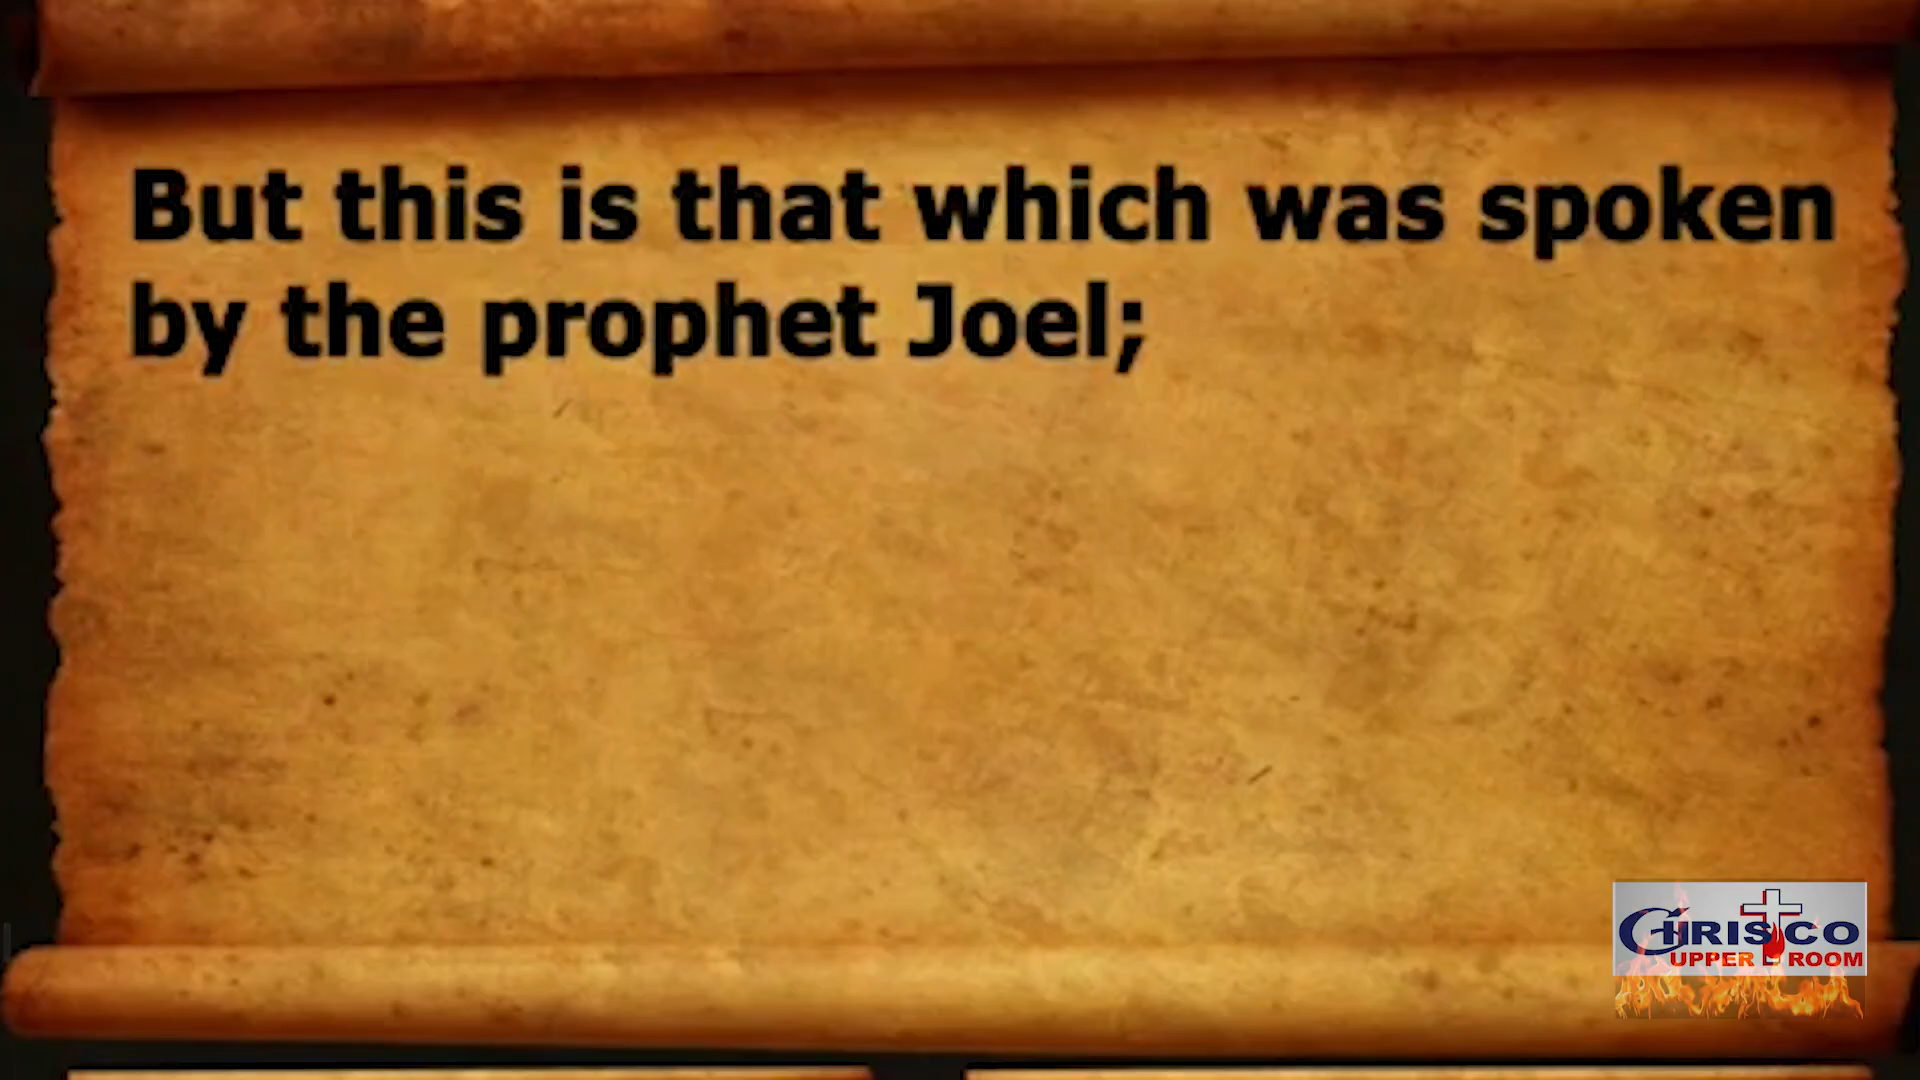 But this is that which was spoken
by the prophet Joel;
CHRISCO
UPPER ROOM